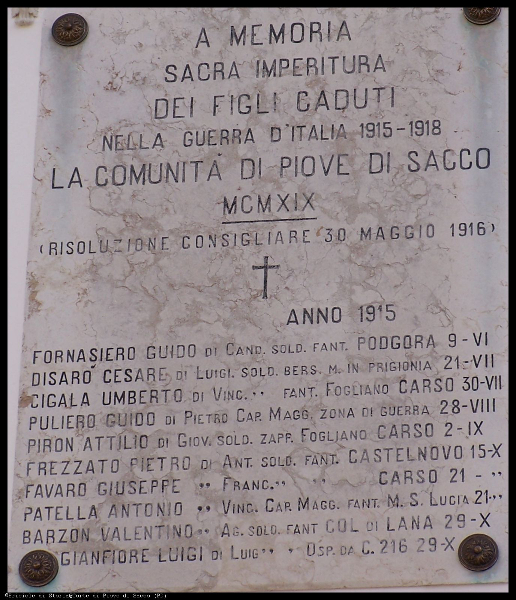 A MEMORIA
SACRA IMPERITURA
DEI FIGLI CADUTI
NELLA GUERRA D'ITALIA 1915-1918
LA COMUNITÀ DI PIOVE DI SACCO
MCMXIX
(RISOLUZIONE CONSIGLIARE 30 MAGGIO 1916)
ANNO 1915
FORNASIERO GUIDO DI CAND. SOLD. FANT. PODGORA 9-VI
DISARÒ CESARE DI LUIGI. SOLD. BERS. M. IN PRIGIONIA 21-VII
CIGALA UMBERTO DI VINC. " FANT. FOGLIANO CARSO 30-VII
PULIERO GUIDO DI PIETRO CAP. MAGG. ZONA DI GUERRA 28-VIII
PIRON ATTILIO DI GIOV. SOLD. ZAPP. FOGLIANO CARSO 2-IX
FREZZATO PIETRO DI ANT. SOLD. FANT. CASTELNOVO 15-X
FAVARO GIUSEPPE " FRANC. " " CARSO 21 - "
PATELLA ANTONIO " VINC. CAP. MAGG. FANT. M. S. LUCIA 21 "
BARZON VALENTINO " AG. SOLD. FANT COL DI LANA 29-X
GIANFIORE LUIGI DI LUIG " " OSP. DA C. 216 29-X